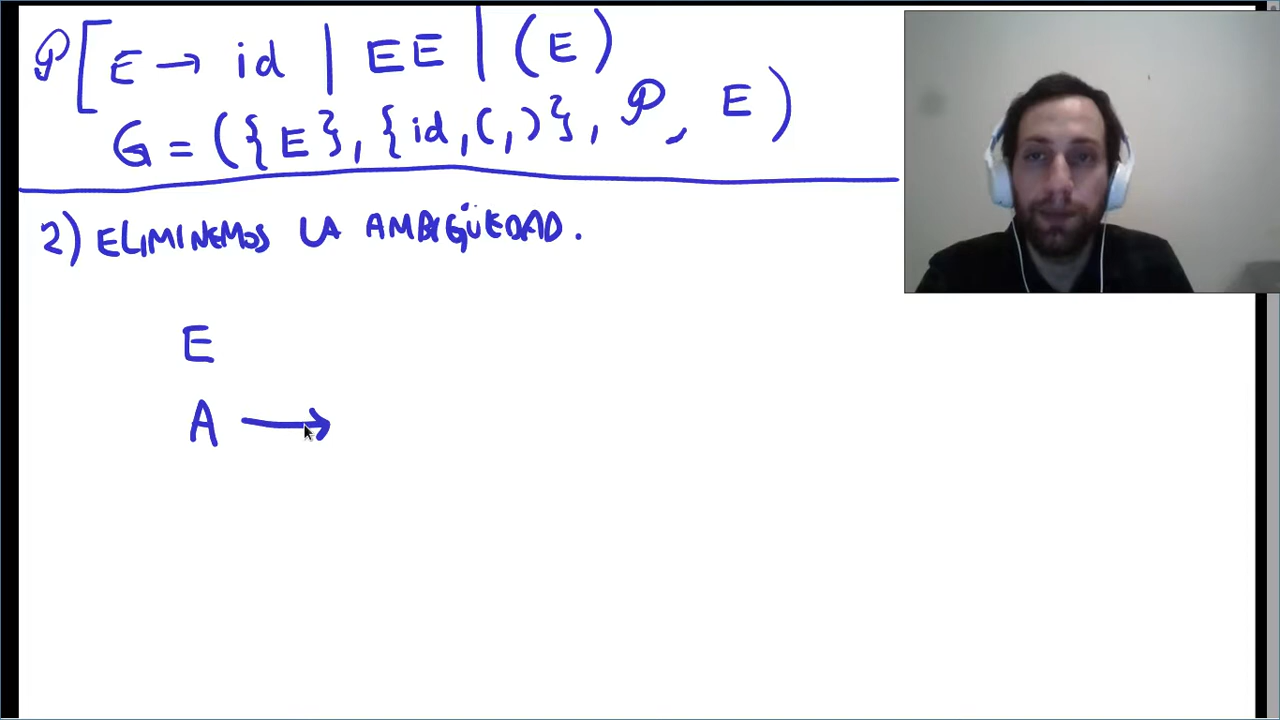 P[ E → id | EE | (E)
G = ({E}, {id, (, )}, P, E)
2) ELIMINEMOS LA AMBIGÜEDAD.
E
A →